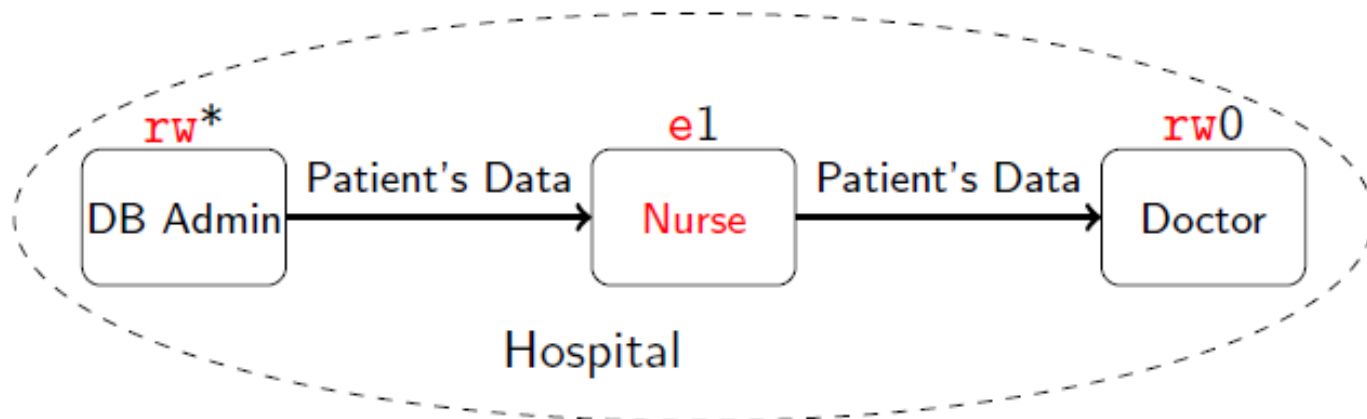 rw*
e1
rw0
DB Admin
Patient's Data
Nurse
Patient's Data
Doctor
Hospital